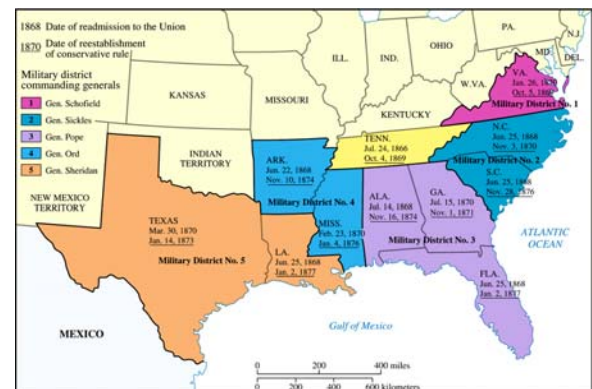 1868 Date of readmission to the Union
1870 Date of reestablishment
of conservative rule
Military district
commanding generals
1 Gen. Schofield
2 Gen. Sickles
3 Gen. Pope
4 Gen. Ord
5 Gen. Sheridan
PA.
N.J.
OHIO
IND.
ILL.
MD.
DEL.
W.VA.
VA.
Jan. 26, 1870
Oct. 5, 1869
Military District No. 1
KANSAS
MISSOURI
KENTUCKY
TENN.
Jul. 24, 1866
Oct. 4, 1869
N.C.
Jun. 25, 1868
Nov. 3, 1870
Military District No. 2
S.C.
Jun. 25, 1868
Nov. 28, 1876
INDIAN
TERRITORY
NEW MEXICO
TERRITORY
ARK.
Jun. 22, 1868
Nov. 10, 1874
Military District No. 4
MISS.
Feb. 23, 1870
Jan. 4, 1876
ALA.
Jul. 14, 1868
Nov. 16, 1874
GA.
Jul. 15, 1870
Nov. 1, 1871
Military District No. 3
TEXAS
Mar. 30, 1870
Jan. 14, 1873
Military District No. 5
LA.
Jun. 25, 1868
Jan. 2, 1877
FLA.
Jun. 25, 1868
Jan. 2, 1877
ATLANTIC
OCEAN
MEXICO
Gulf of Mexico
0 200 400 miles
0 200 400 600 kilometers